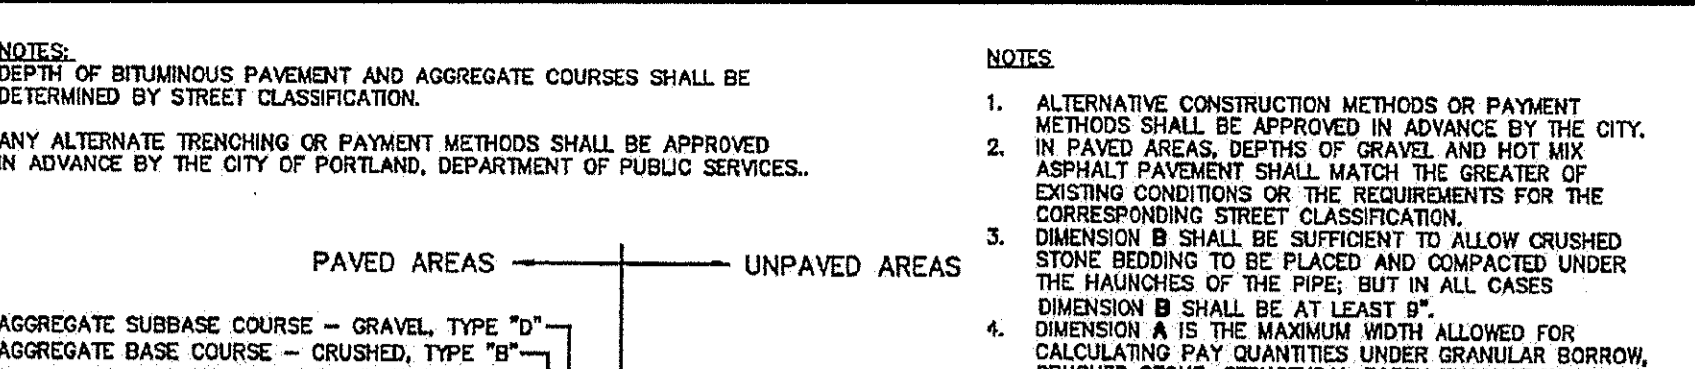 NOTES:
DEPTH OF BITUMINOUS PAVEMENT AND AGGREGATE COURSES SHALL BE
DETERMINED BY STREET CLASSIFICATION.
ANY ALTERNATE TRENCHING OR PAYMENT METHODS SHALL BE APPROVED
IN ADVANCE BY THE CITY OF PORTLAND, DEPARTMENT OF PUBLIC SERVICES..
PAVED AREAS
UNPAVED AREAS
AGGREGATE SUBBASE COURSE – GRAVEL, TYPE "D"
AGGREGATE BASE COURSE – CRUSHED, TYPE "B"
NOTES
1. ALTERNATIVE CONSTRUCTION METHODS OR PAYMENT
METHODS SHALL BE APPROVED IN ADVANCE BY THE CITY.
2. IN PAVED AREAS, DEPTHS OF GRAVEL AND HOT MIX
ASPHALT PAVEMENT SHALL MATCH THE GREATER OF
EXISTING CONDITIONS OR THE REQUIREMENTS FOR THE
CORRESPONDING STREET CLASSIFICATION.
3. DIMENSION B SHALL BE SUFFICIENT TO ALLOW CRUSHED
STONE BEDDING TO BE PLACED AND COMPACTED UNDER
THE HAUNCHES OF THE PIPE; BUT IN ALL CASES
DIMENSION B SHALL BE AT LEAST 9".
4. DIMENSION A IS THE MAXIMUM WIDTH ALLOWED FOR
CALCULATING PAY QUANTITIES UNDER GRANULAR BORROW,